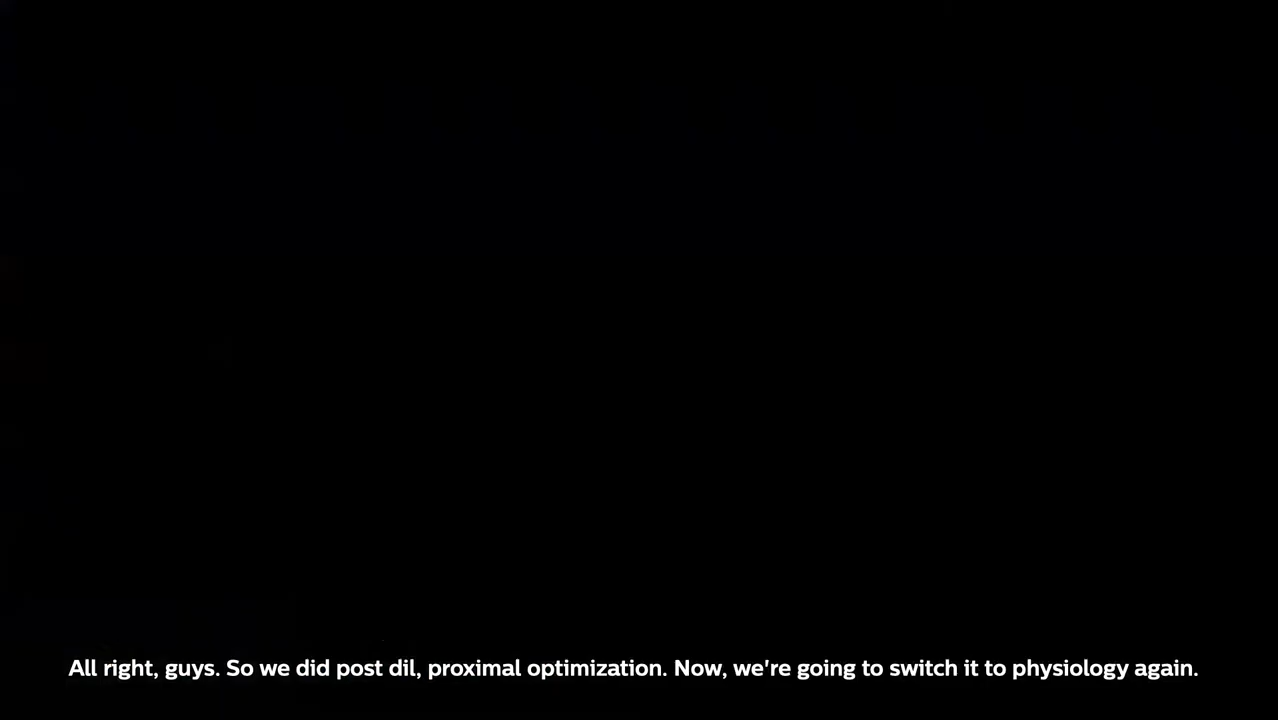 All right, guys. So we did post dil, proximal optimization. Now, we're going to switch it to physiology again.